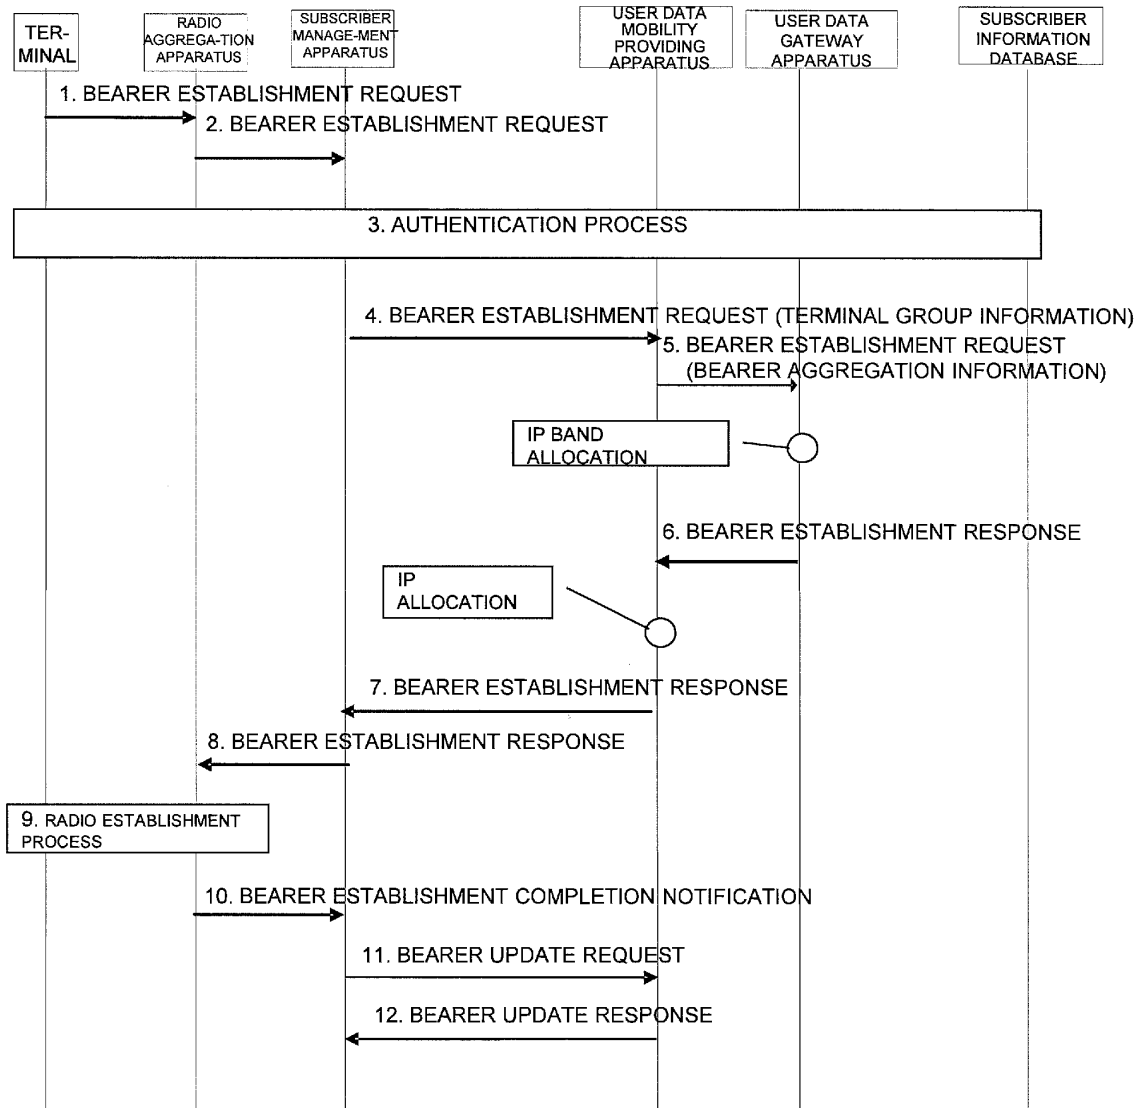 TER-
MINAL
RADIO
AGGREGA-TION
APPARATUS
SUBSCRIBER
MANAGE-MENT
APPARATUS
USER DATA
MOBILITY
PROVIDING
APPARATUS
USER DATA
GATEWAY
APPARATUS
SUBSCRIBER
INFORMATION
DATABASE
1. BEARER ESTABLISHMENT REQUEST
2. BEARER ESTABLISHMENT REQUEST
3. AUTHENTICATION PROCESS
4. BEARER ESTABLISHMENT REQUEST (TERMINAL GROUP INFORMATION)
5. BEARER ESTABLISHMENT REQUEST
(BEARER AGGREGATION INFORMATION)
IP BAND
ALLOCATION
6. BEARER ESTABLISHMENT RESPONSE
IP
ALLOCATION
7. BEARER ESTABLISHMENT RESPONSE
8. BEARER ESTABLISHMENT RESPONSE
9. RADIO ESTABLISHMENT
PROCESS
10. BEARER ESTABLISHMENT COMPLETION NOTIFICATION
11. BEARER UPDATE REQUEST
12. BEARER UPDATE RESPONSE